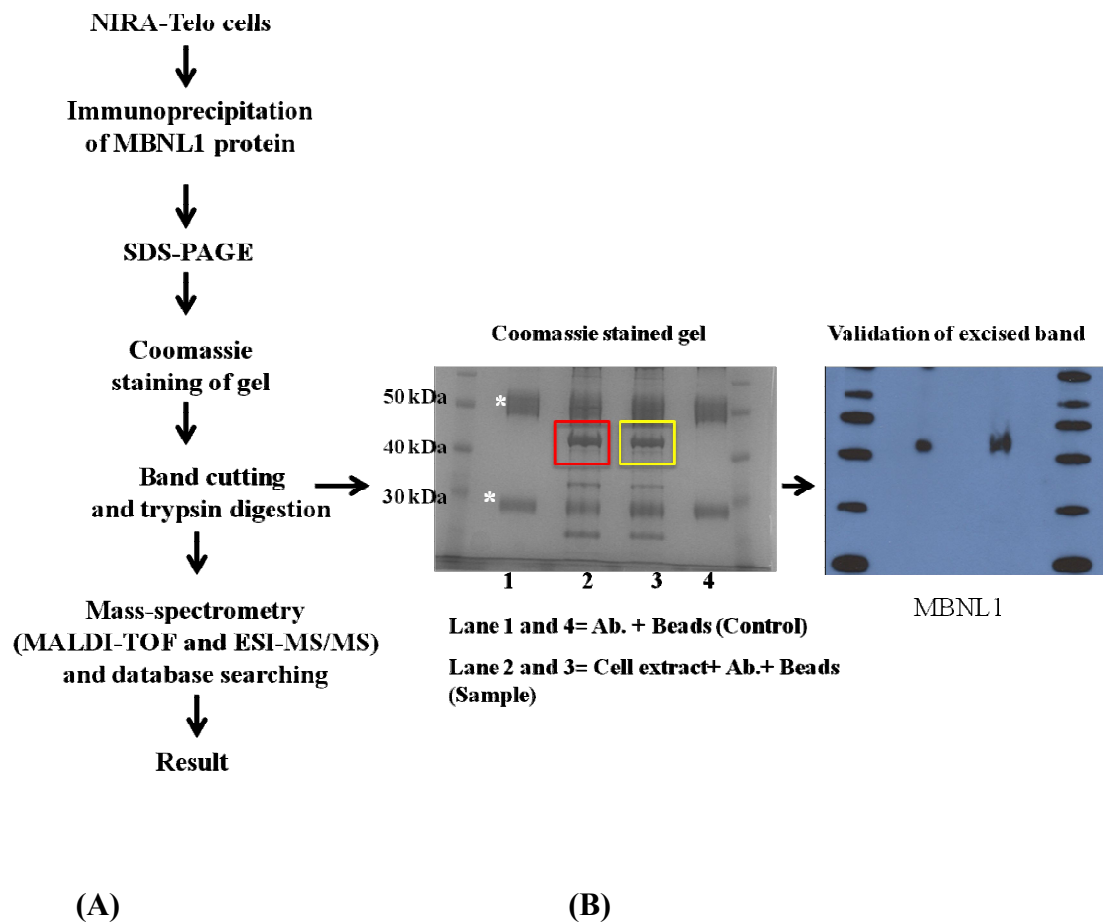 NIRA-Telo cells
Immunoprecipitation
of MBNL1 protein
SDS-PAGE
Coomassie
staining of gel
Band cutting
and trypsin digestion
Mass-spectrometry
(MALDI-TOF and ESI-MS/MS)
and database searching
Result
(A)
Coomassie stained gel
50 kDa
*
40 kDa
30 kDa
*
1 2 3 4
Lane 1 and 4= Ab. + Beads (Control)
Lane 2 and 3= Cell extract+ Ab.+ Beads
(Sample)
Validation of excised band
MBNL1
(B)